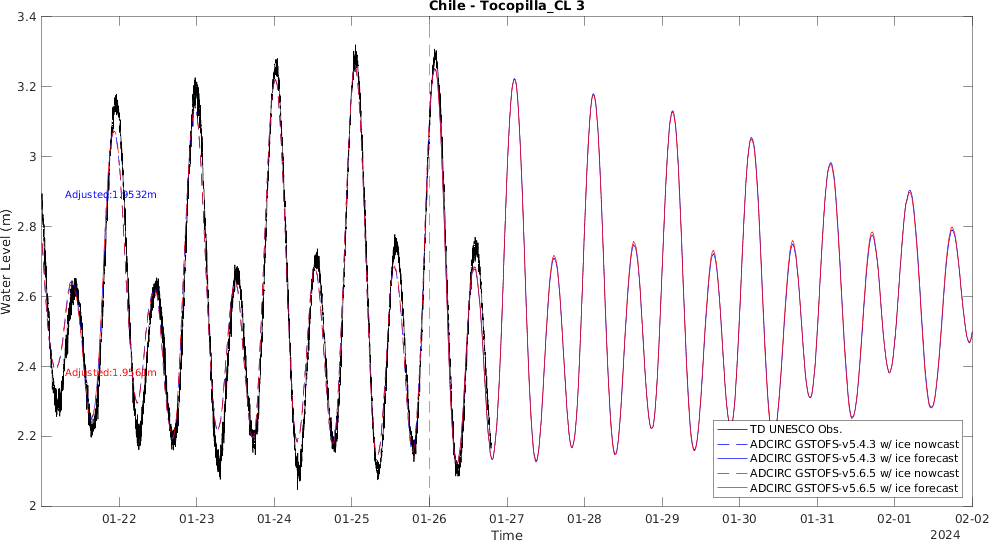 Chile - Tocopilla_CL 3
3.4
3.2
3
2.8
2.6
2.4
2.2
2
Water Level (m)
Adjusted:1.9532m
TD UNESCO Obs.
ADCIRC GSTOFS-v5.4.3 w/ ice nowcast
ADCIRC GSTOFS-v5.4.3 w/ ice forecast
ADCIRC GSTOFS-v5.6.5 w/ ice nowcast
ADCIRC GSTOFS-v5.6.5 w/ ice forecast
01-22 01-23 01-24 01-25 01-26 01-27 01-28 01-29 01-30 01-31 02-01 02-02
Time
2024